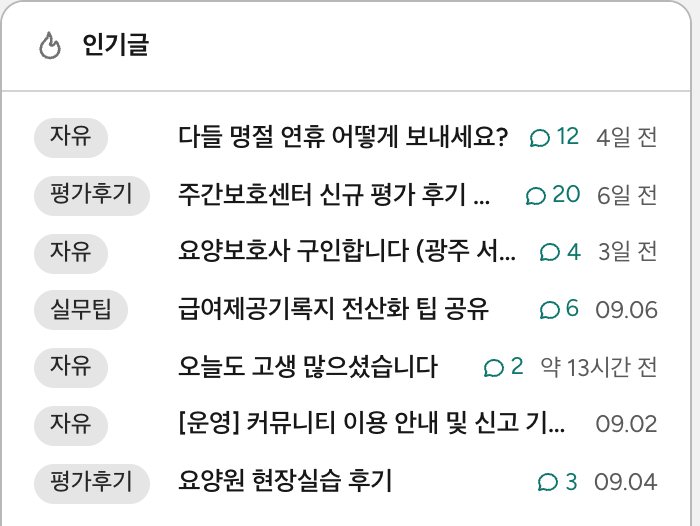 인기글
자유 다들 명절 연휴 어떻게 보내세요? 12 4일 전
평가후기 주간보호센터 신규 평가 후기 ... 20 6일 전
자유 요양보호사 구인합니다 (광주 서... 4 3일 전
실무팁 급여제공기록지 전산화 팁 공유 6 09.06
자유 오늘도 고생 많으셨습니다 2 약 13시간 전
자유 [운영] 커뮤니티 이용 안내 및 신고 기... 09.02
평가후기 요양원 현장실습 후기 3 09.04